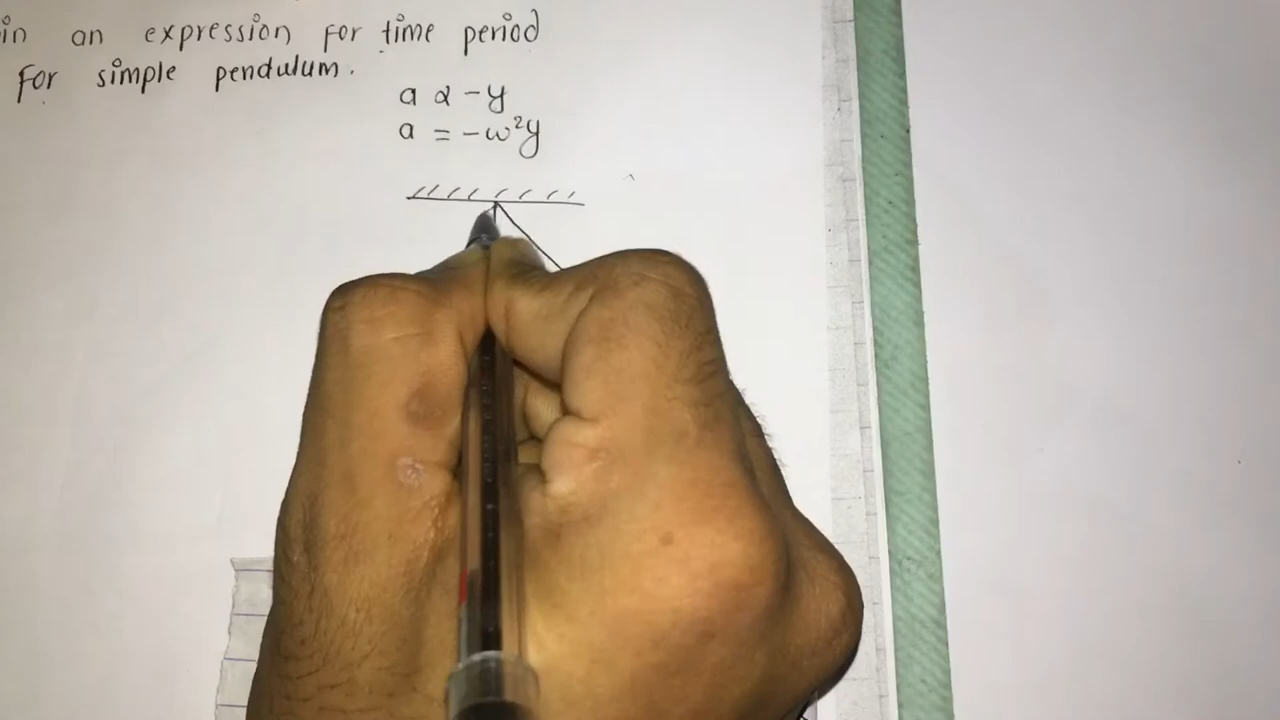 in an expression for time period
for simple pendulum.
a α -y
a = -ω²y